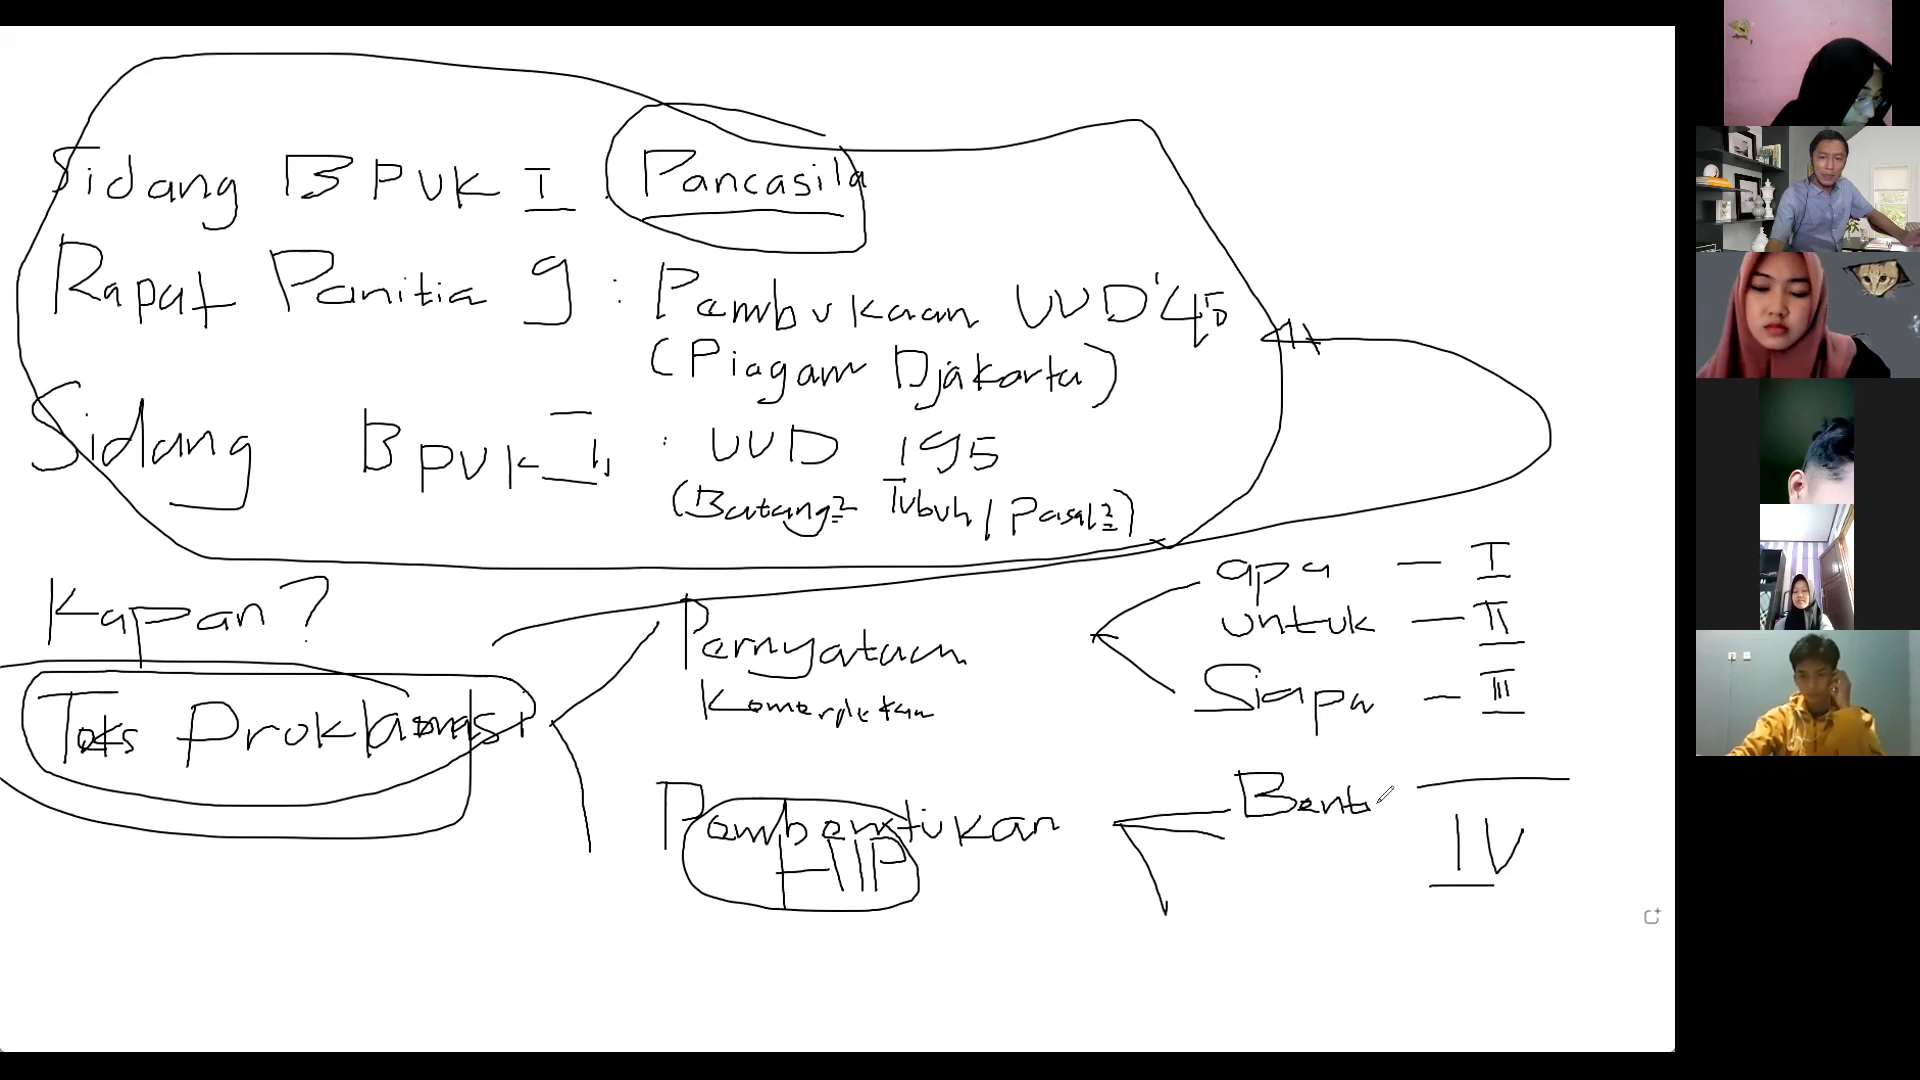 Sidang BPUK I : Pancasila
Rapat Panitia 9 : Pembukaan UUD'45
(Piagam Djakarta)
Sidang BPUK II : UUD 195
(Batang2 Tubuh / Pasal2)
Kapan?
Teks Proklamasi
Pernyataan
Kemerdekaan
apa - I
untuk - II
Siapa - III
Pembentukan
Bent
IV